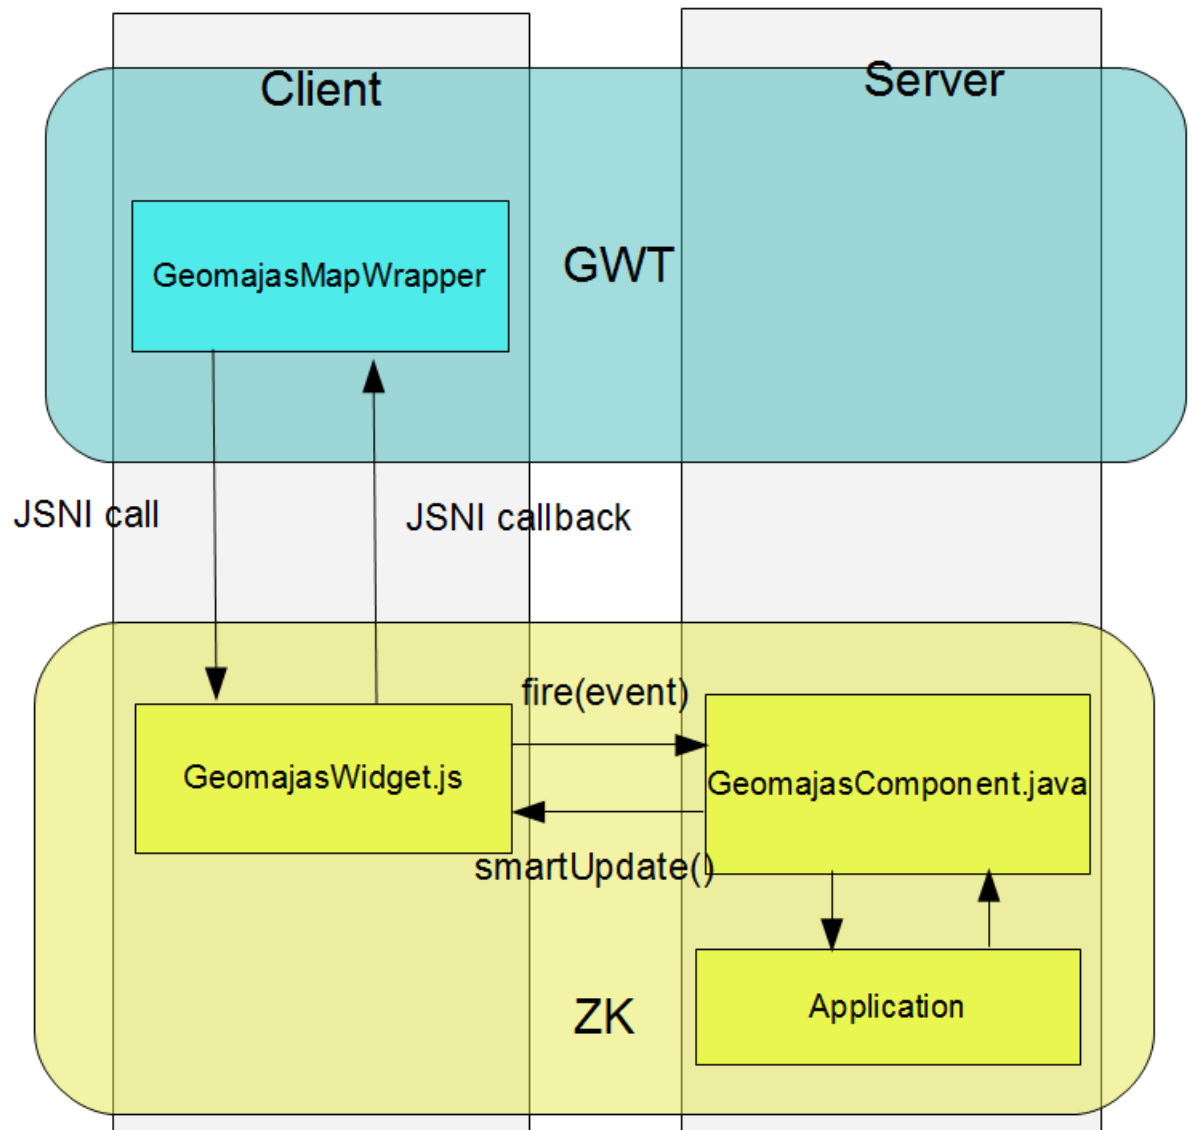 Client
Server
GeomajasMapWrapper
GWT
JSNI call
JSNI callback
fire(event)
GeomajasWidget.js
GeomajasComponent.java
smartUpdate()
Application
ZK